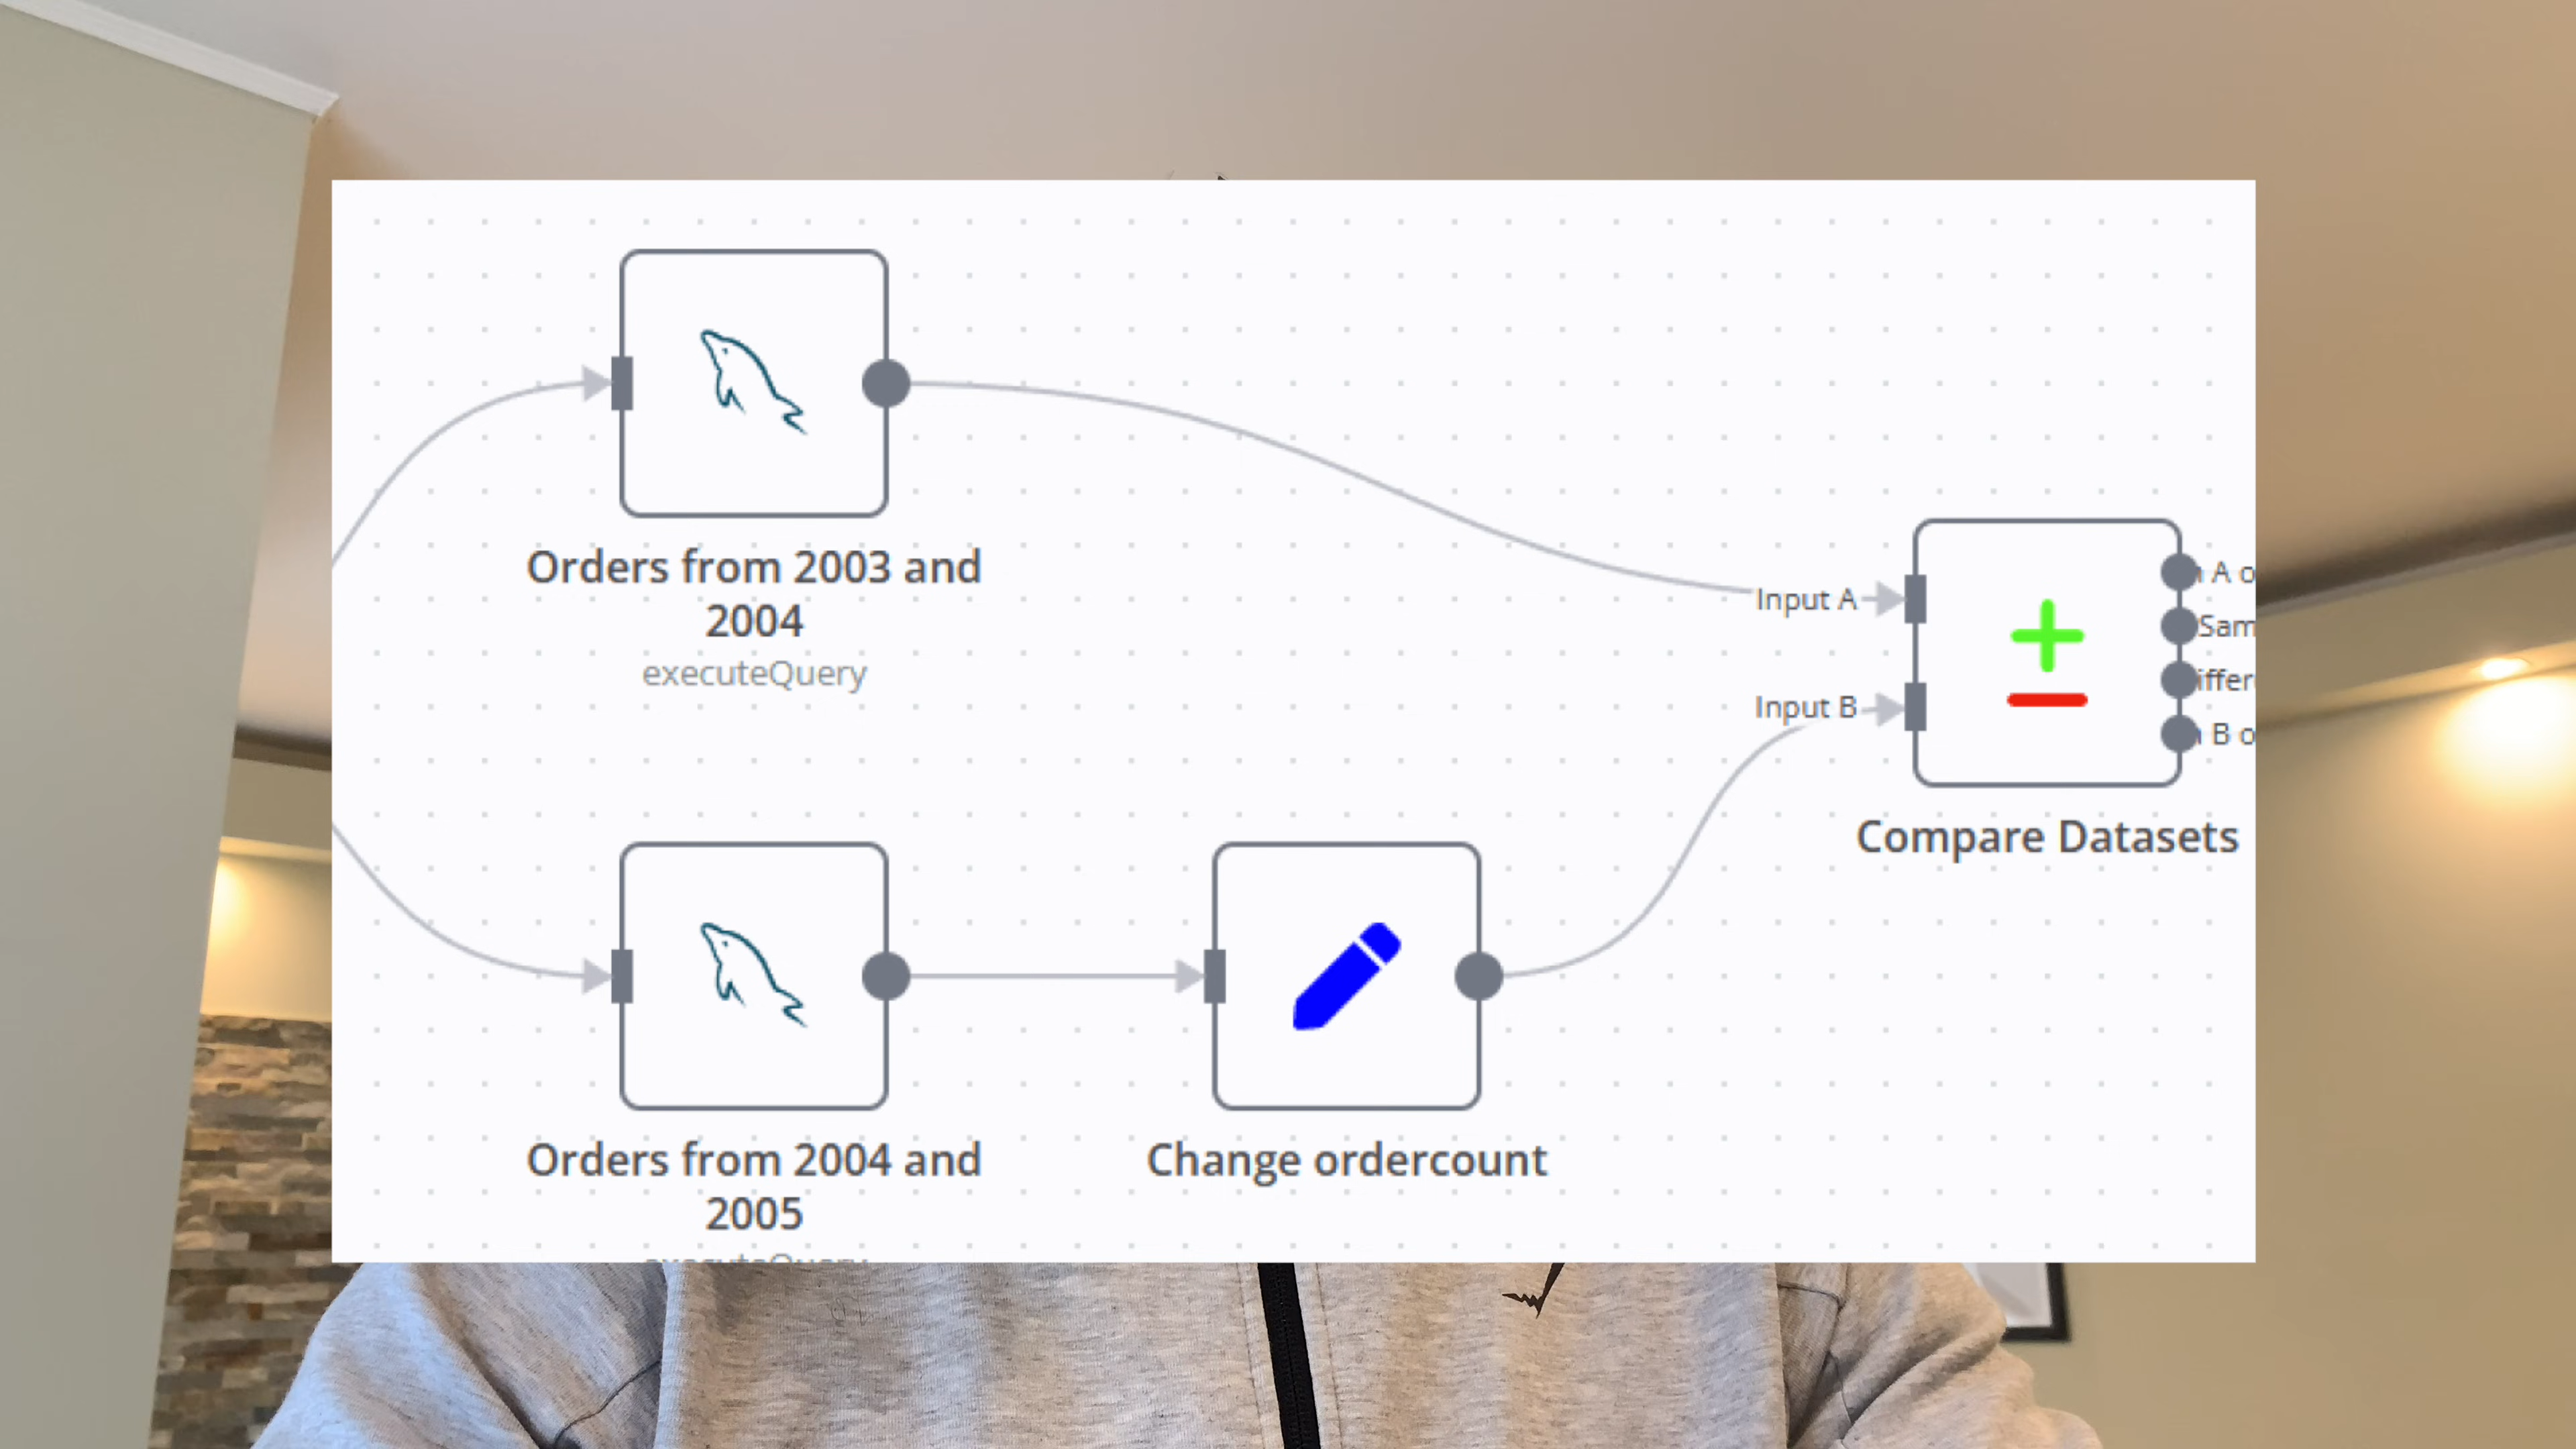 Orders from 2003 and
2004
executeQuery
Input A
Input B
A
B
Compare Datasets
Orders from 2004 and
2005
Change ordercount